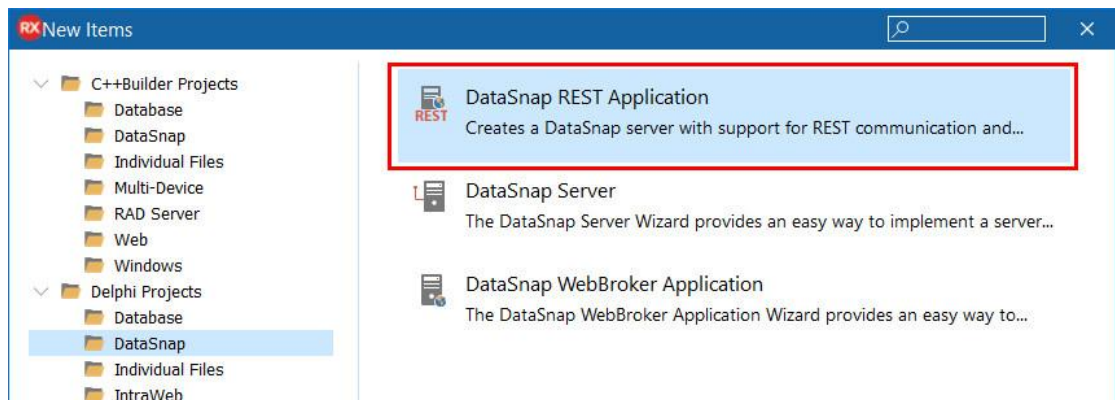 RX New Items
C++Builder Projects
Database
DataSnap
Individual Files
Multi-Device
RAD Server
Web
Windows
Delphi Projects
Database
DataSnap
Individual Files
IntraWeb
REST
DataSnap REST Application
Creates a DataSnap server with support for REST communication and...
DataSnap Server
The DataSnap Server Wizard provides an easy way to implement a server...
DataSnap WebBroker Application
The DataSnap WebBroker Application Wizard provides an easy way to...